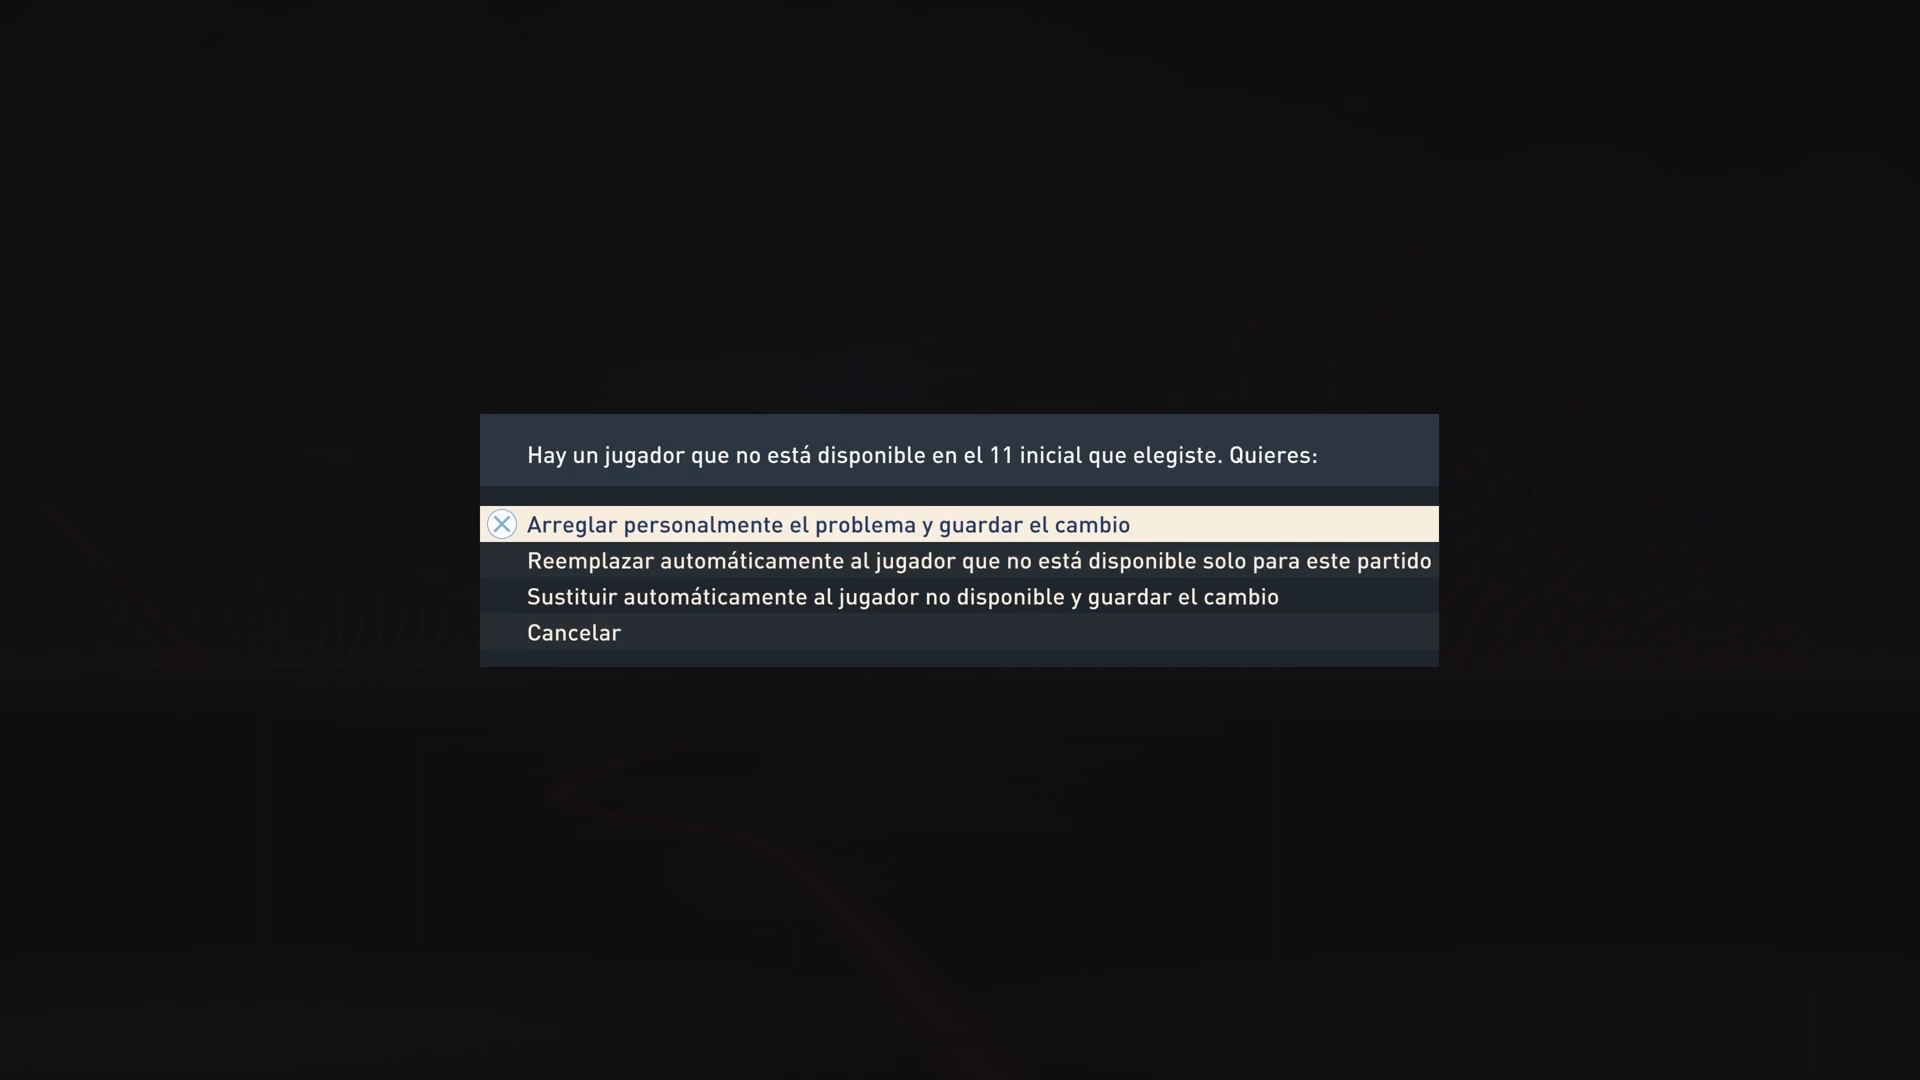 Hay un jugador que no está disponible en el 11 inicial que elegiste. Quieres:
Arreglar personalmente el problema y guardar el cambio
Reemplazar automáticamente al jugador que no está disponible solo para este partido
Sustituir automáticamente al jugador no disponible y guardar el cambio
Cancelar